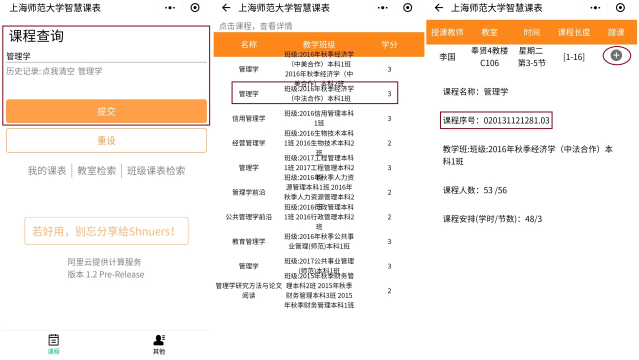 上海师范大学智慧课表
课程查询
管理学
历史记录:点我清空 管理学
提交
重设
我的课表 | 教室检索 | 班级课表检索
若好用，别忘分享给Shnuers！
阿里云提供计算服务
版本 1.2 Pre-Release
课程
其他
上海师范大学智慧课表
点击课程，查看详情
名称 教学班级 学分
管理学
班级:2016年秋季经济学
（中美合作）本科1班
2016年秋季经济学（中
美合作）本科2班
3
管理学
班级:2016年秋季经济学
（中法合作）本科1班
3
信用管理学
班级:2016信用管理本科
1班
3
经营管理学
班级:2016生物技术本科
1班 2016生物技术本科2
班
2
管理学
班级:2017工程管理本科
1班 2017工程管理本科2
班
3
管理学前沿
班级:2016年秋季人力资
源管理本科1班 2016年
秋季人力资源管理本科2
班
2
公共管理学前沿
班级:2016行政管理本科
1班 2016行政管理本科2
班
2
教育管理学
班级:2016年秋季公共事
业管理(师范)本科1班
3
管理学
班级:2017公共事业管理
(师范)本科1班
3
管理学研究方法与论文
阅读
班级:2015年秋季财务管
理本科2班 2015年秋季
财务管理本科3班 2015
年秋季财务管理本科1班
2
上海师范大学智慧课表
授课教师 教室 时间 课程长度 蹭课
李国
奉贤4教楼
C106
星期二
第3-5节
[1-16]
课程名称：管理学
课程序号：020131121281.03
教学班:班级:2016年秋季经济学（中法合作）本
科1班
课程人数：53 /56
课程安排(学时/节数)：48/3